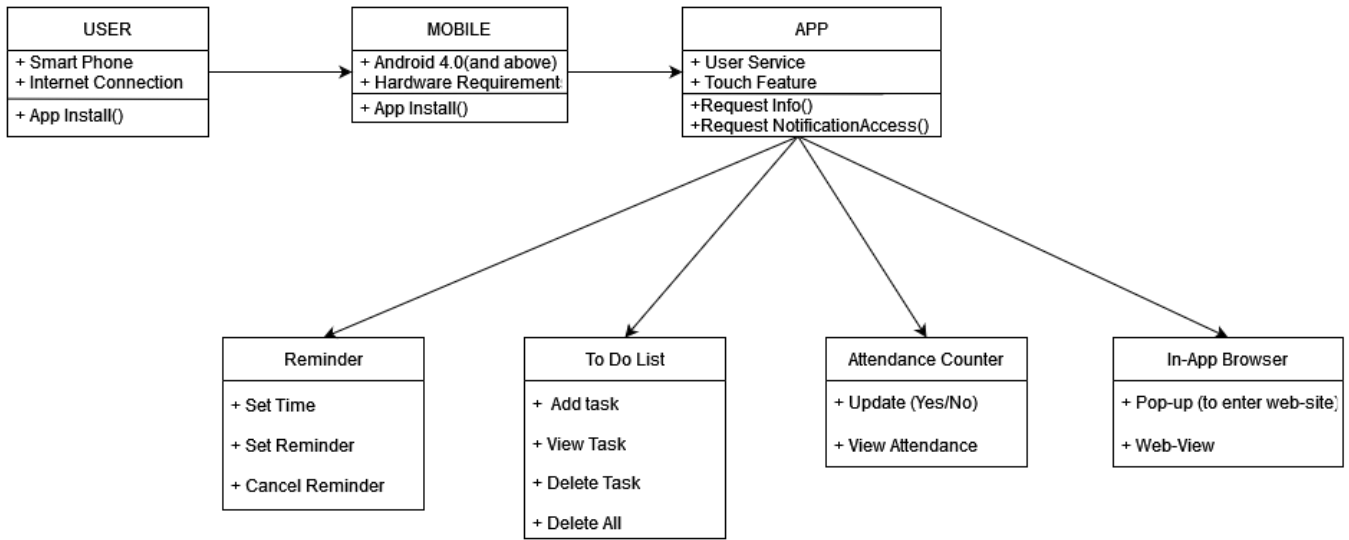 USER
+ Smart Phone
+ Internet Connection
+ App Install()
MOBILE
+ Android 4.0(and above)
+ Hardware Requirements
+ App Install()
APP
+ User Service
+ Touch Feature
+Request Info()
+Request NotificationAccess()
Reminder
+ Set Time
+ Set Reminder
+ Cancel Reminder
To Do List
+ Add task
+ View Task
+ Delete Task
+ Delete All
Attendance Counter
+ Update (Yes/No)
+ View Attendance
In-App Browser
+ Pop-up (to enter web-site)
+ Web-View